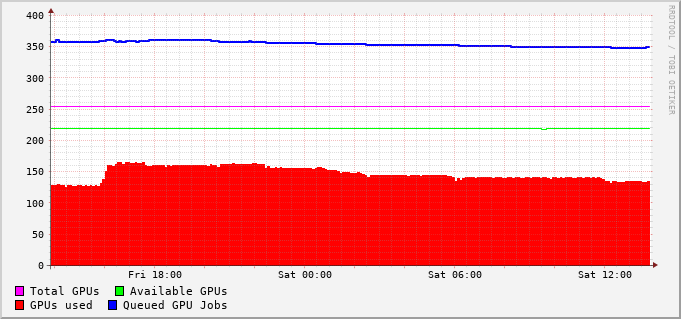 400
350
300
250
200
150
100
50
0
Fri 18:00 Sat 00:00 Sat 06:00 Sat 12:00
Total GPUs Available GPUs
GPUs used Queued GPU Jobs
RRDTOOL / TOBI OETIKER